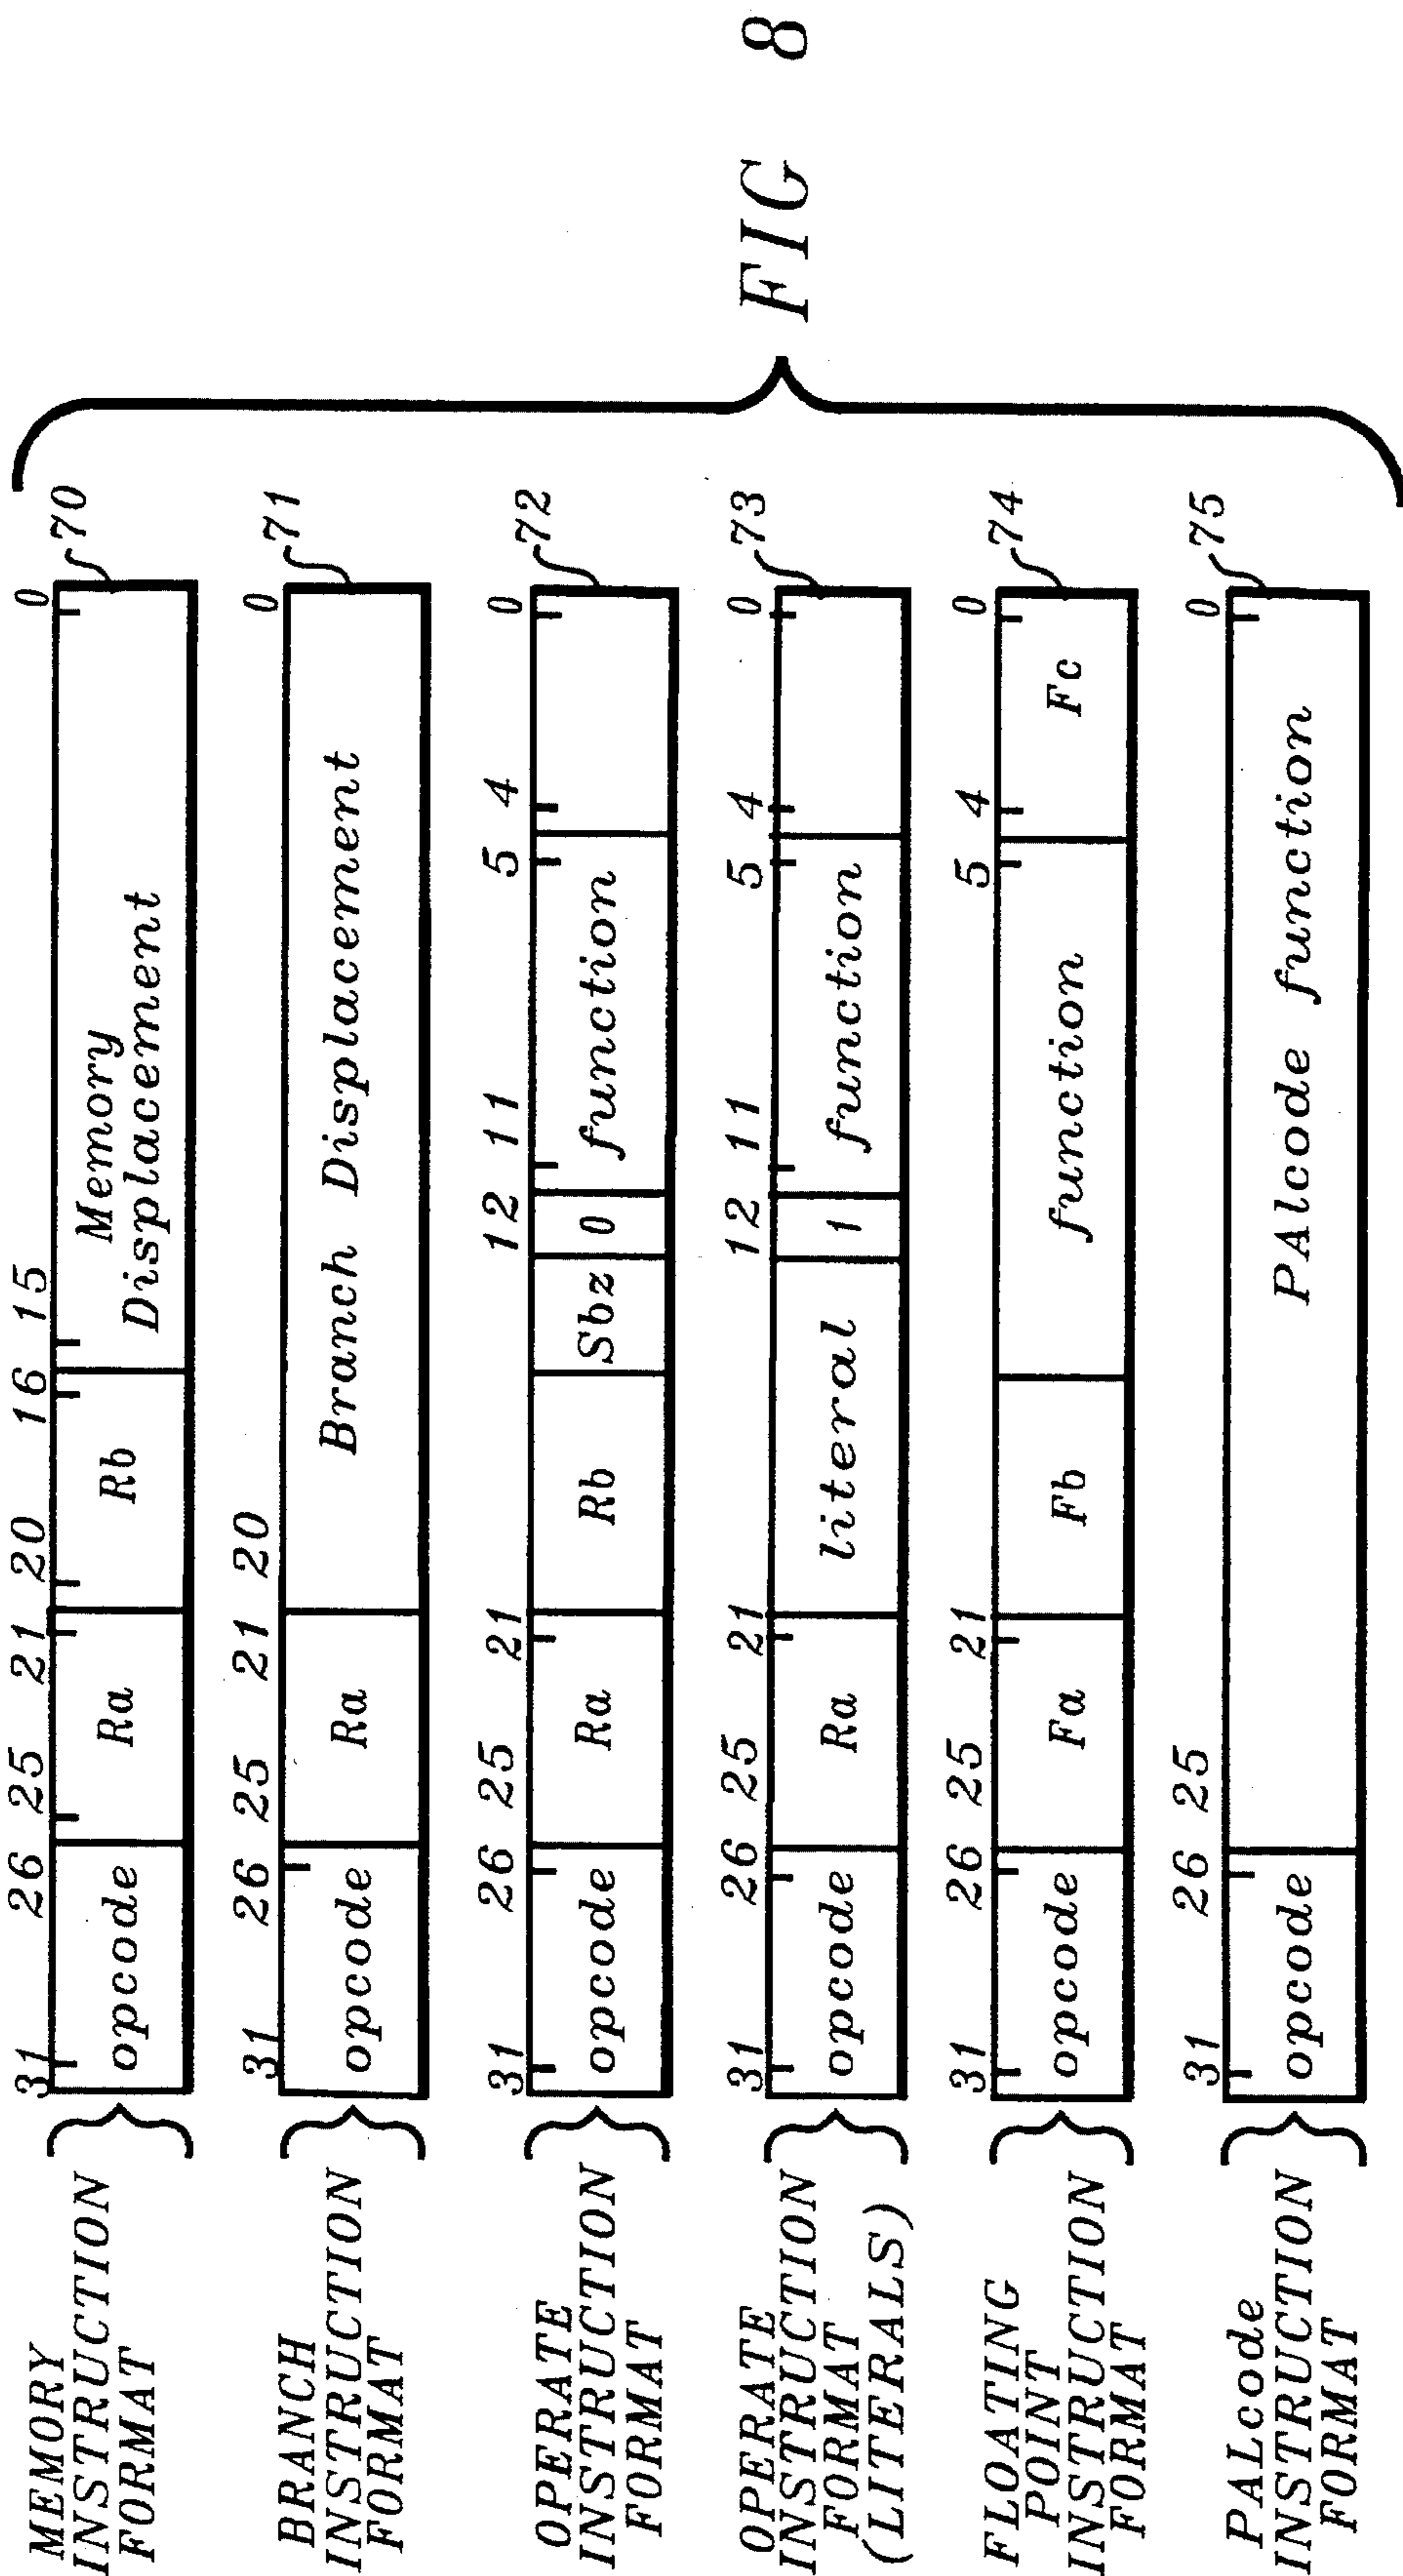 MEMORY
INSTRUCTION
FORMAT
31 26 25 21 20 16 15 0
opcode Ra Rb Memory
Displacement
70
BRANCH
INSTRUCTION
FORMAT
31 26 25 21 20 0
opcode Ra Branch Displacement
71
OPERATE
INSTRUCTION
FORMAT
31 26 25 21 12 11 5 4 0
opcode Ra Rb Sbz 0 function
72
OPERATE
INSTRUCTION
FORMAT
(LITERALS)
31 26 25 21 12 11 5 4 0
opcode Ra literal 1 function
73
FLOATING
POINT
INSTRUCTION
FORMAT
31 26 25 21 5 4 0
opcode Fa Fb function Fc
74
PALcode
INSTRUCTION
FORMAT
31 26 25 0
opcode PAlcode function
75
FIG 8